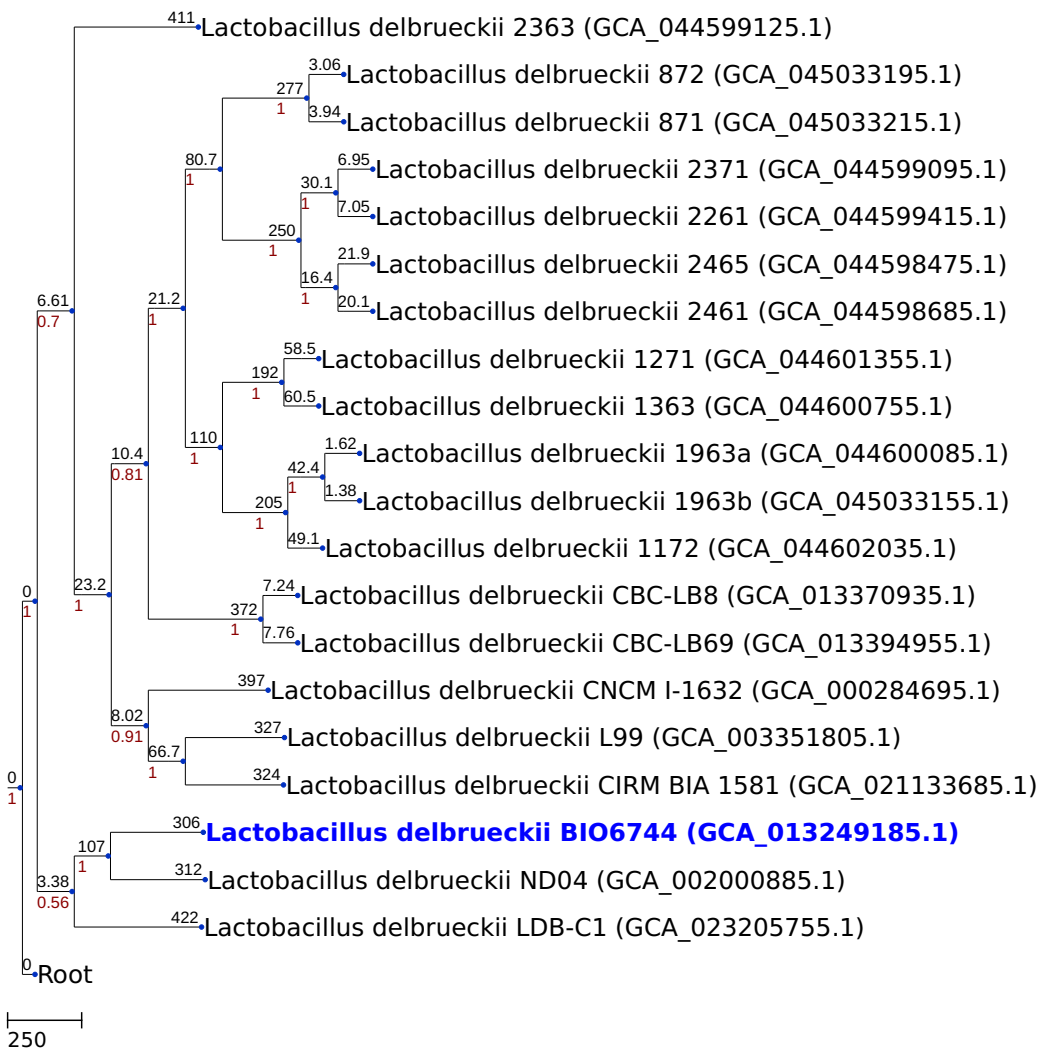 411
Lactobacillus delbrueckii 2363 (GCA_044599125.1)
3.06
Lactobacillus delbrueckii 872 (GCA_045033195.1)
277
1
3.94
Lactobacillus delbrueckii 871 (GCA_045033215.1)
80.7
1
6.95
Lactobacillus delbrueckii 2371 (GCA_044599095.1)
30.1
1
7.05
Lactobacillus delbrueckii 2261 (GCA_044599415.1)
250
1
21.9
Lactobacillus delbrueckii 2465 (GCA_044598475.1)
16.4
1
20.1
Lactobacillus delbrueckii 2461 (GCA_044598685.1)
6.61
0.7
21.2
1
58.5
Lactobacillus delbrueckii 1271 (GCA_044601355.1)
192
1
60.5
Lactobacillus delbrueckii 1363 (GCA_044600755.1)
110
1
1.62
Lactobacillus delbrueckii 1963a (GCA_044600085.1)
10.4
0.81
42.4
1
1.38
Lactobacillus delbrueckii 1963b (GCA_045033155.1)
205
1
49.1
Lactobacillus delbrueckii 1172 (GCA_044602035.1)
23.2
1
7.24
Lactobacillus delbrueckii CBC-LB8 (GCA_013370935.1)
0
1
372
1
7.76
Lactobacillus delbrueckii CBC-LB69 (GCA_013394955.1)
397
Lactobacillus delbrueckii CNCM I-1632 (GCA_000284695.1)
8.02
0.91
327
Lactobacillus delbrueckii L99 (GCA_003351805.1)
66.7
1
324
Lactobacillus delbrueckii CIRM BIA 1581 (GCA_021133685.1)
0
1
306
Lactobacillus delbrueckii BIO6744 (GCA_013249185.1)
107
1
312
Lactobacillus delbrueckii ND04 (GCA_002000885.1)
3.38
0.56
422
Lactobacillus delbrueckii LDB-C1 (GCA_023205755.1)
0
Root
250